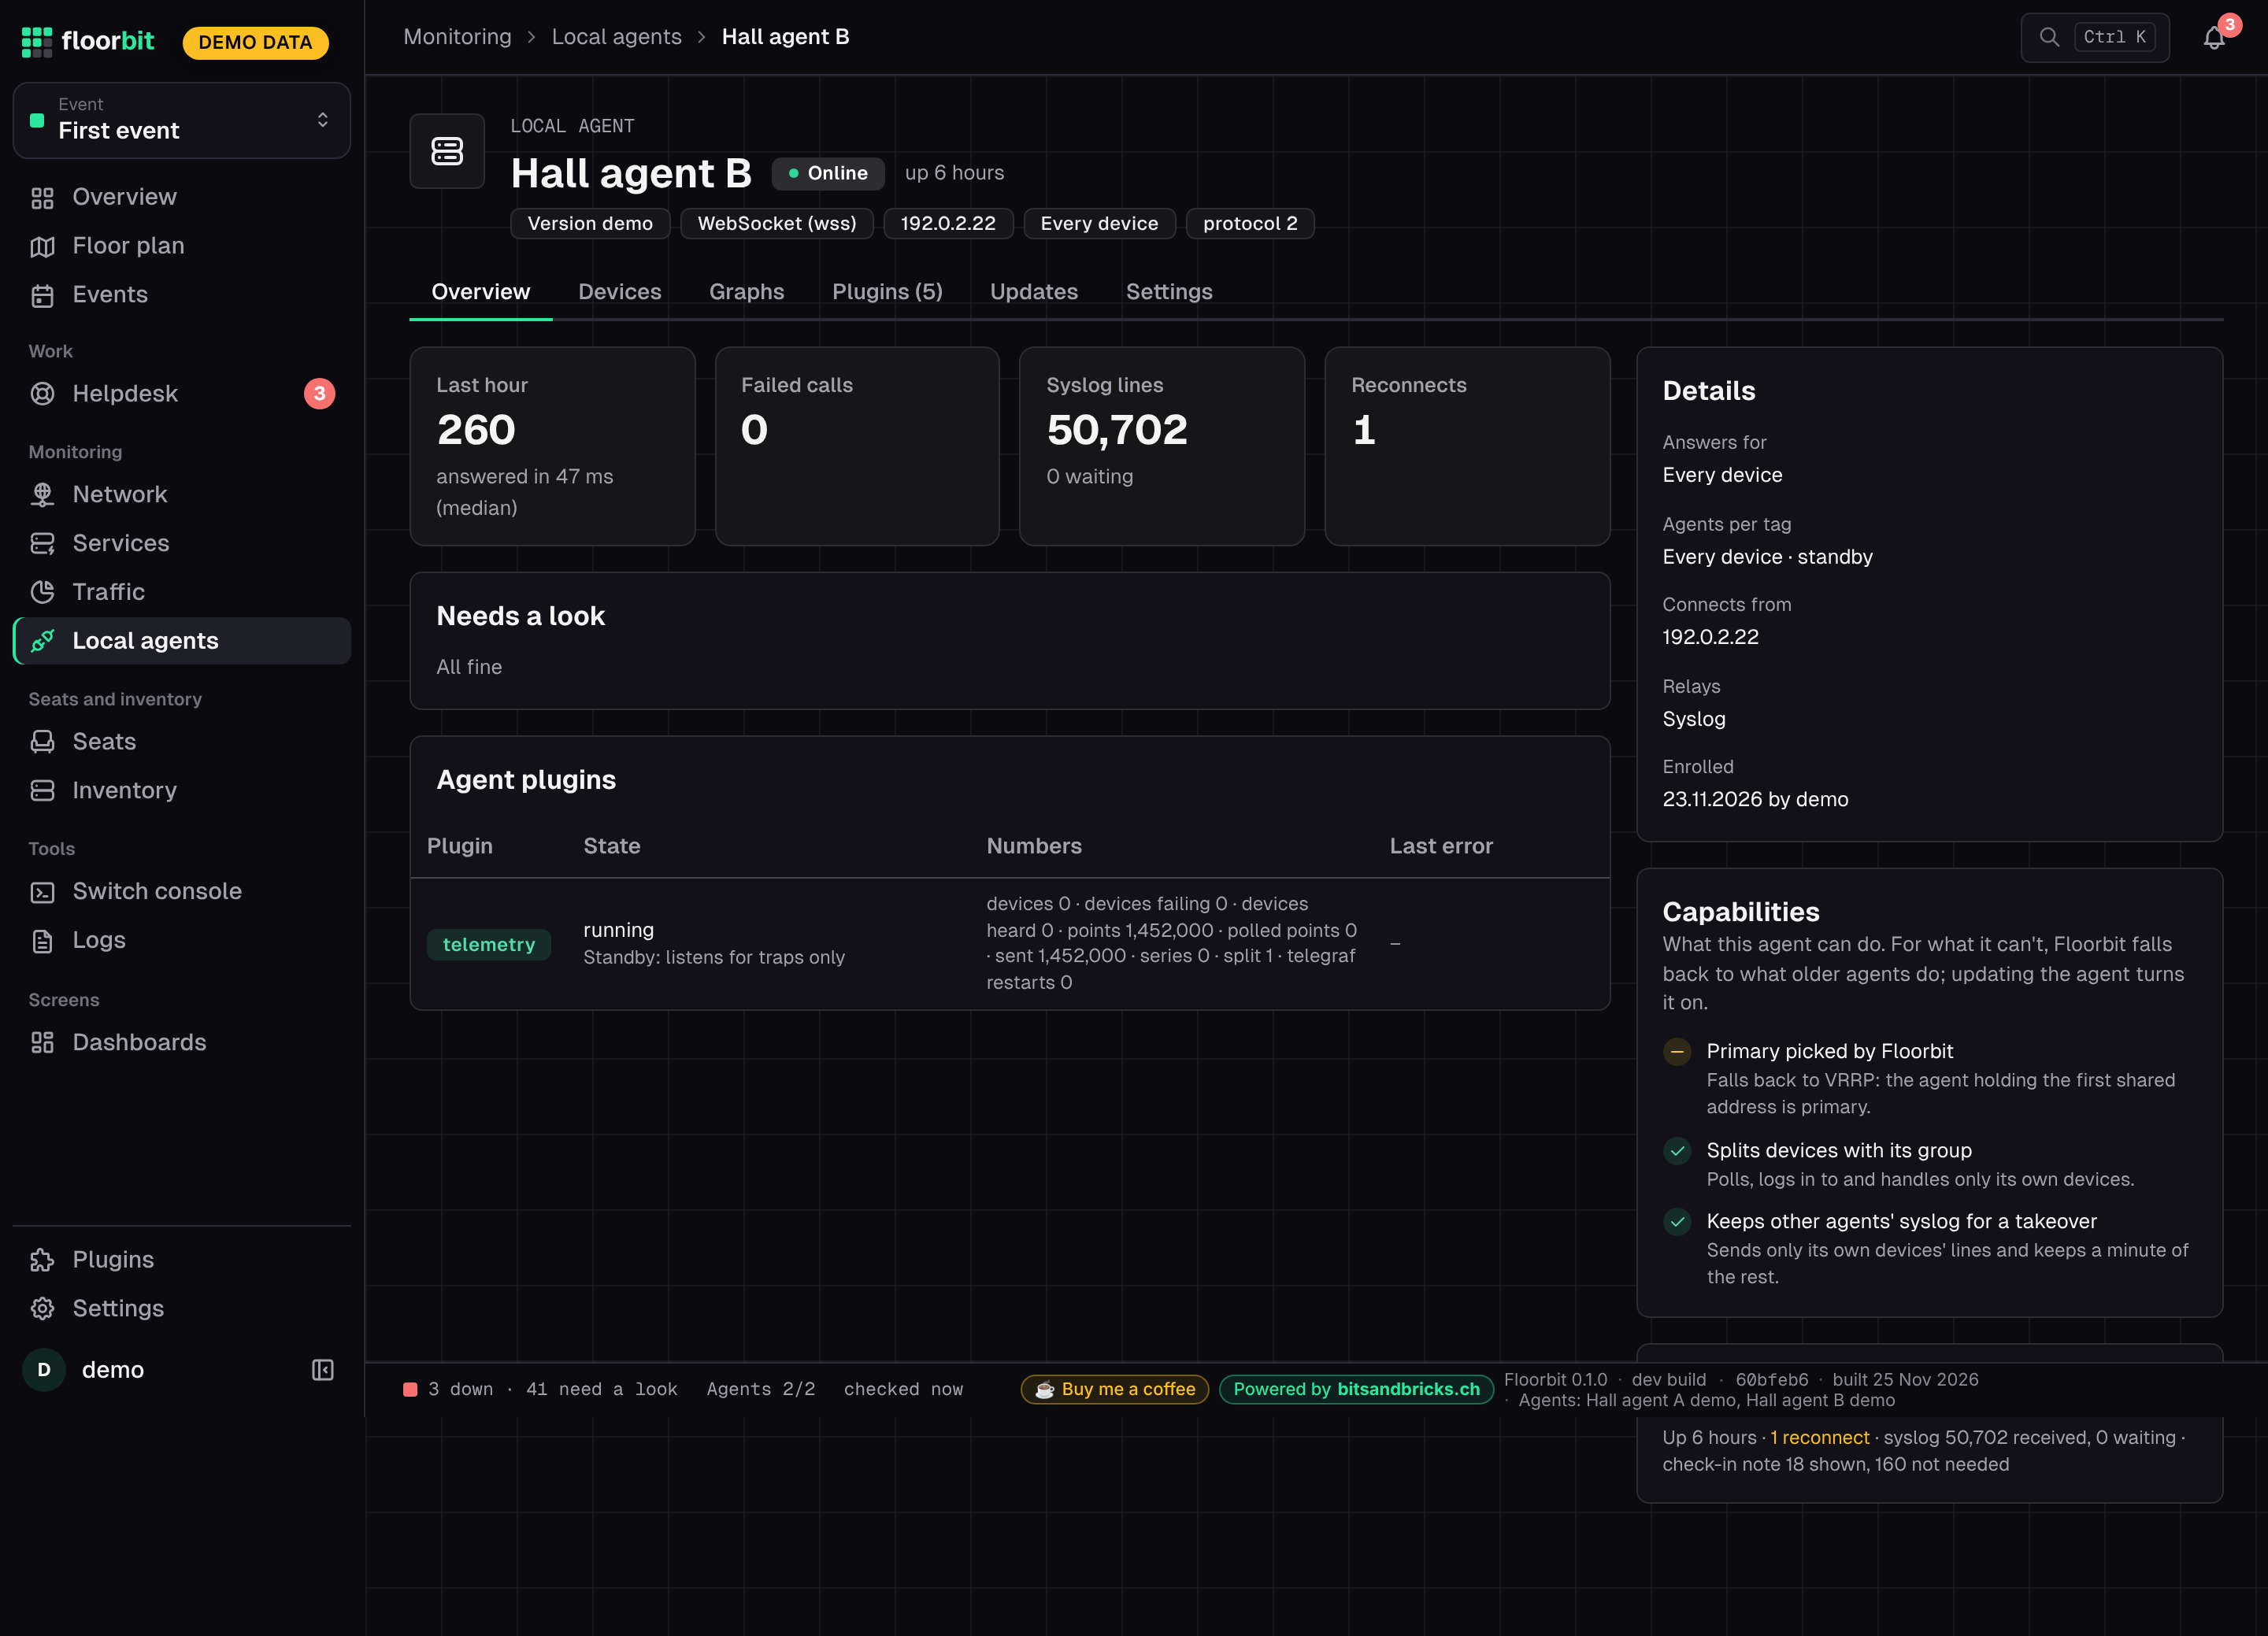 floorbit
DEMO DATA
Event
First event
Overview
Floor plan
Events
Work
Helpdesk
3
Monitoring
Network
Services
Traffic
Local agents
Seats and inventory
Seats
Inventory
Tools
Switch console
Logs
Screens
Dashboards
Plugins
Settings
D
demo
Monitoring > Local agents > Hall agent B
Ctrl K
3
LOCAL AGENT
Hall agent B
Online
up 6 hours
Version demo
WebSocket (wss)
192.0.2.22
Every device
protocol 2
Overview
Devices
Graphs
Plugins (5)
Updates
Settings
Last hour
260
answered in 47 ms
(median)
Failed calls
0
Syslog lines
50,702
0 waiting
Reconnects
1
Needs a look
All fine
Agent plugins
Plugin
State
Numbers
Last error
telemetry
running
Standby: listens for traps only
devices 0 · devices failing 0 · devices
heard 0 · points 1,452,000 · polled points 0
· sent 1,452,000 · series 0 · split 1 · telegraf
restarts 0
–
Details
Answers for
Every device
Agents per tag
Every device · standby
Connects from
192.0.2.22
Relays
Syslog
Enrolled
23.11.2026 by demo
Capabilities
What this agent can do. For what it can't, Floorbit falls
back to what older agents do; updating the agent turns
it on.
Primary picked by Floorbit
Falls back to VRRP: the agent holding the first shared
address is primary.
Splits devices with its group
Polls, logs in to and handles only its own devices.
Keeps other agents' syslog for a takeover
Sends only its own devices' lines and keeps a minute of
the rest.
3 down · 41 need a look
Agents 2/2
checked now
Buy me a coffee
Powered by bitsandbricks.ch
Floorbit 0.1.0 · dev build · 60bfeb6 · built 25 Nov 2026
· Agents: Hall agent A demo, Hall agent B demo
Up 6 hours · 1 reconnect · syslog 50,702 received, 0 waiting ·
check-in note 18 shown, 160 not needed